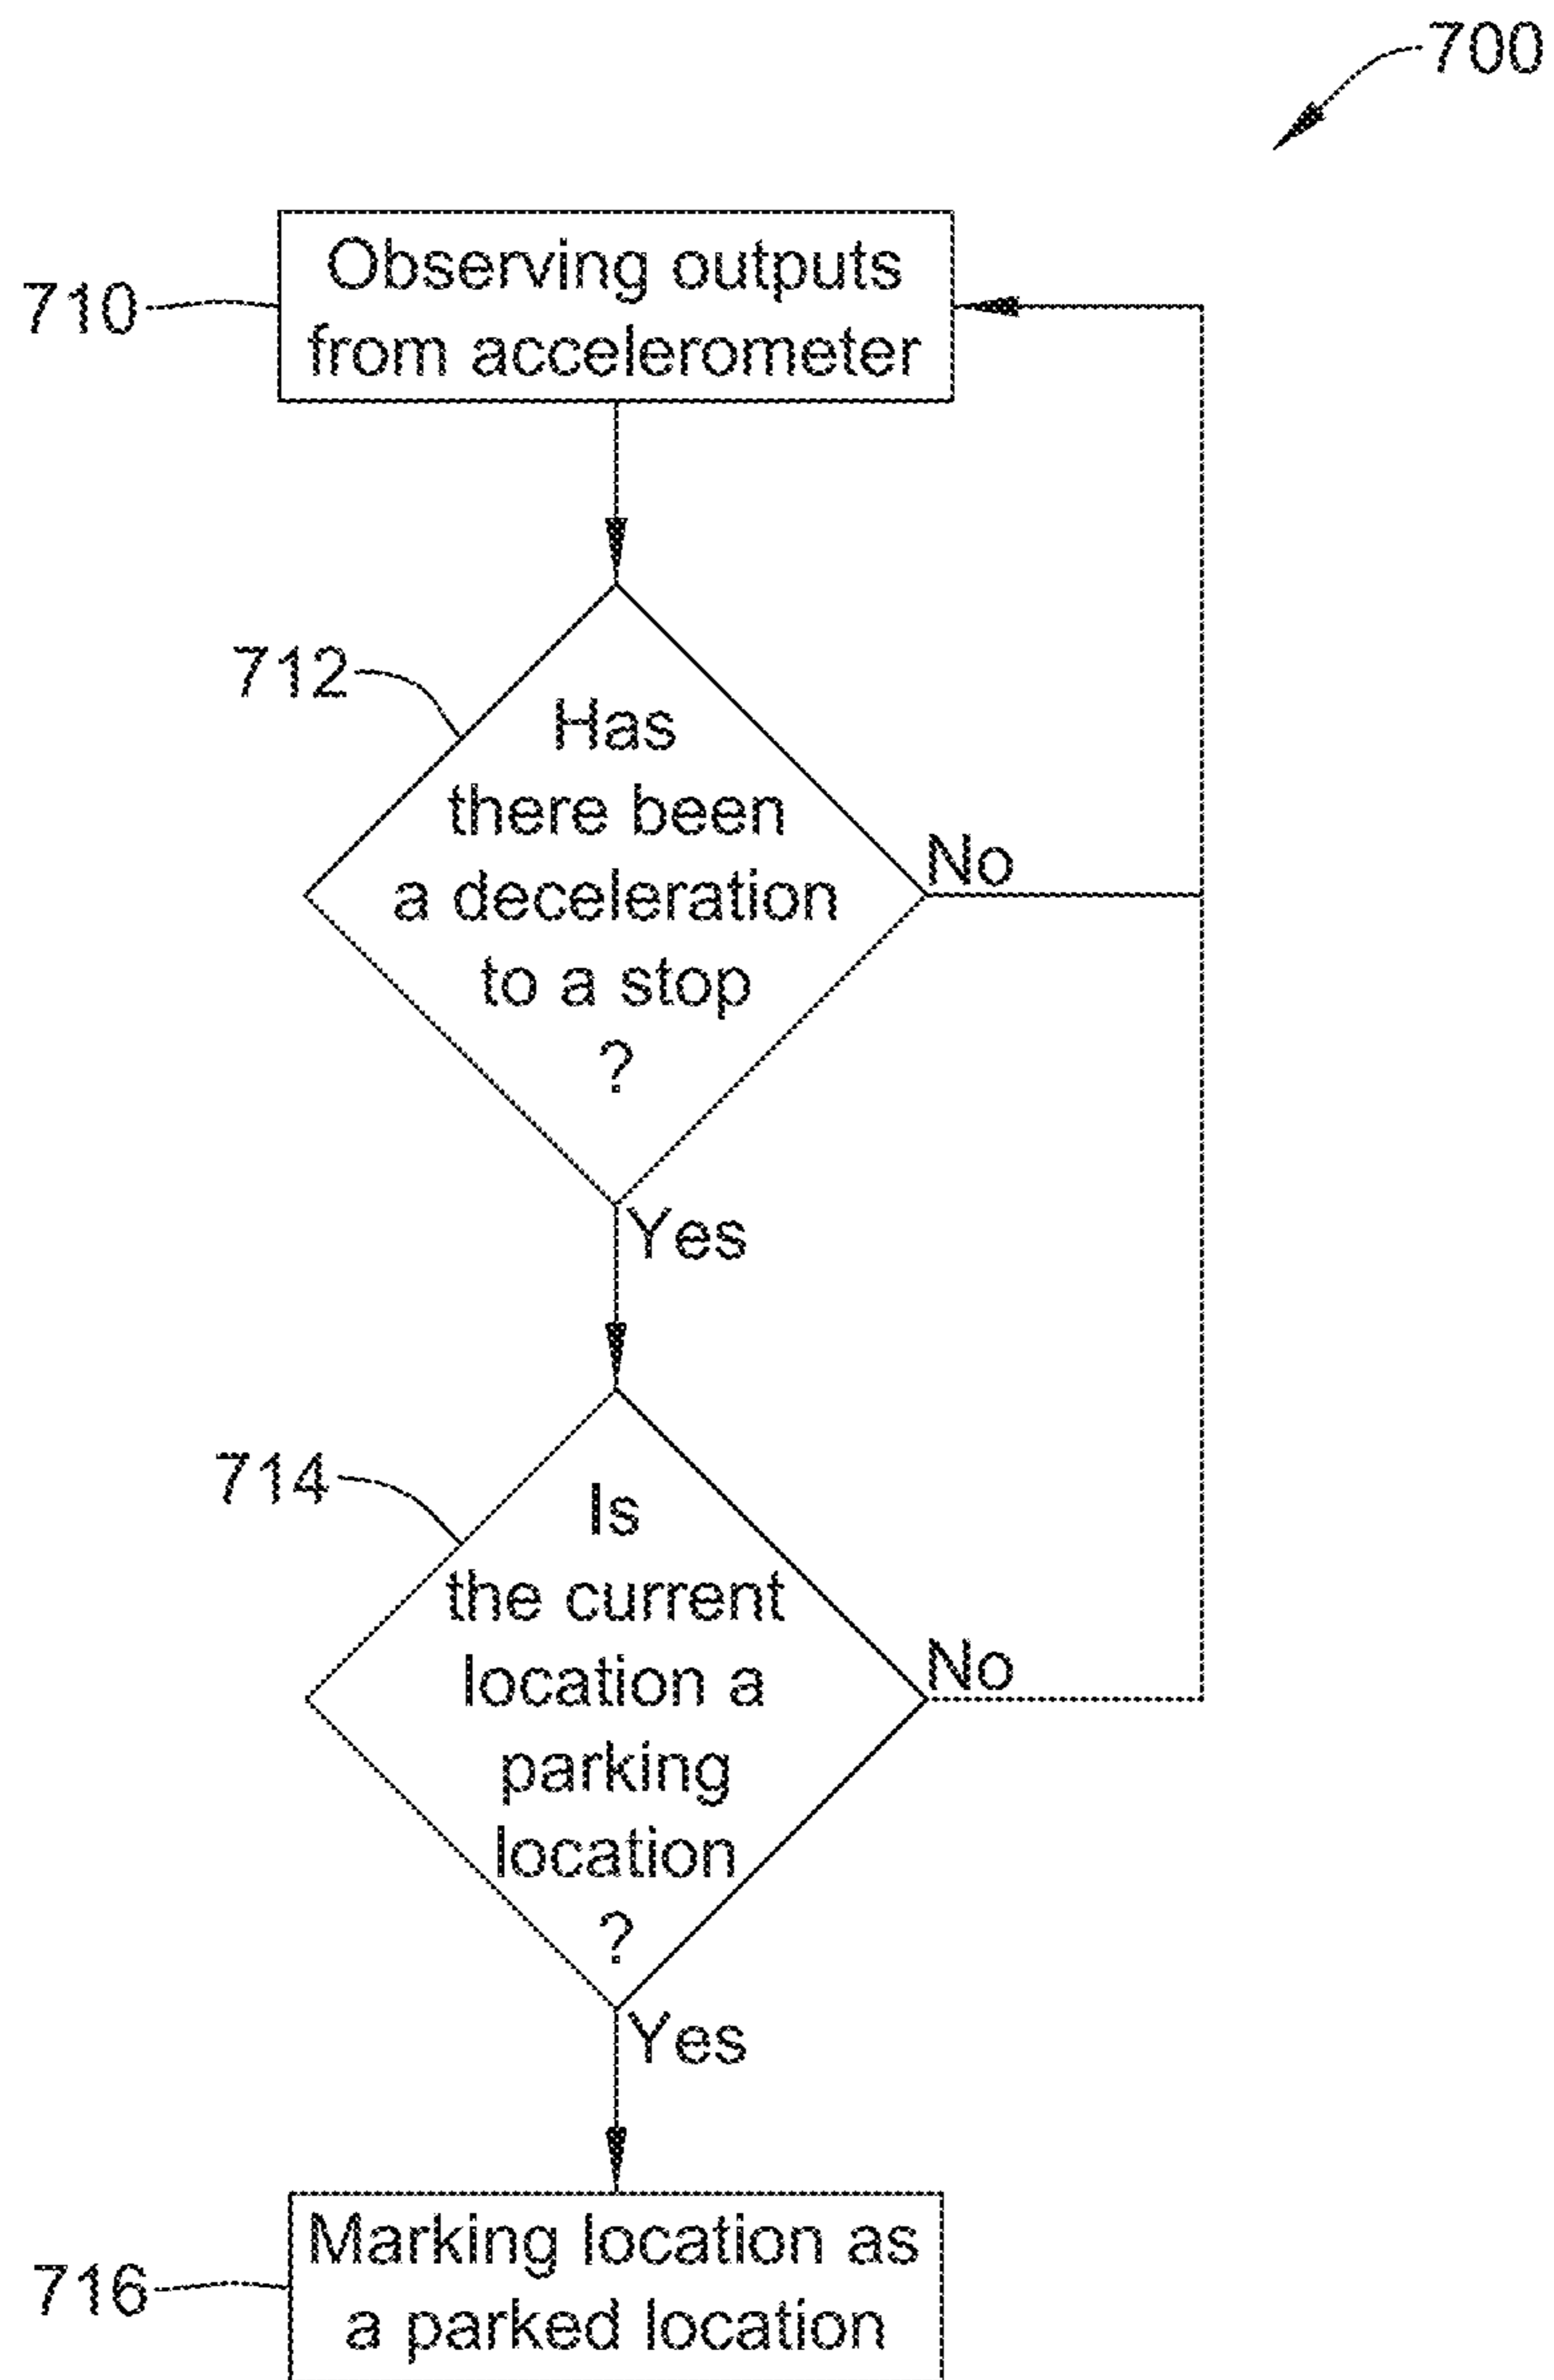 700
710
Observing outputs
from accelerometer
712
Has
there been
a deceleration
to a stop
?
No
Yes
714
Is
the current
location a
parking
location
?
No
Yes
716
Marking location as
a parked location